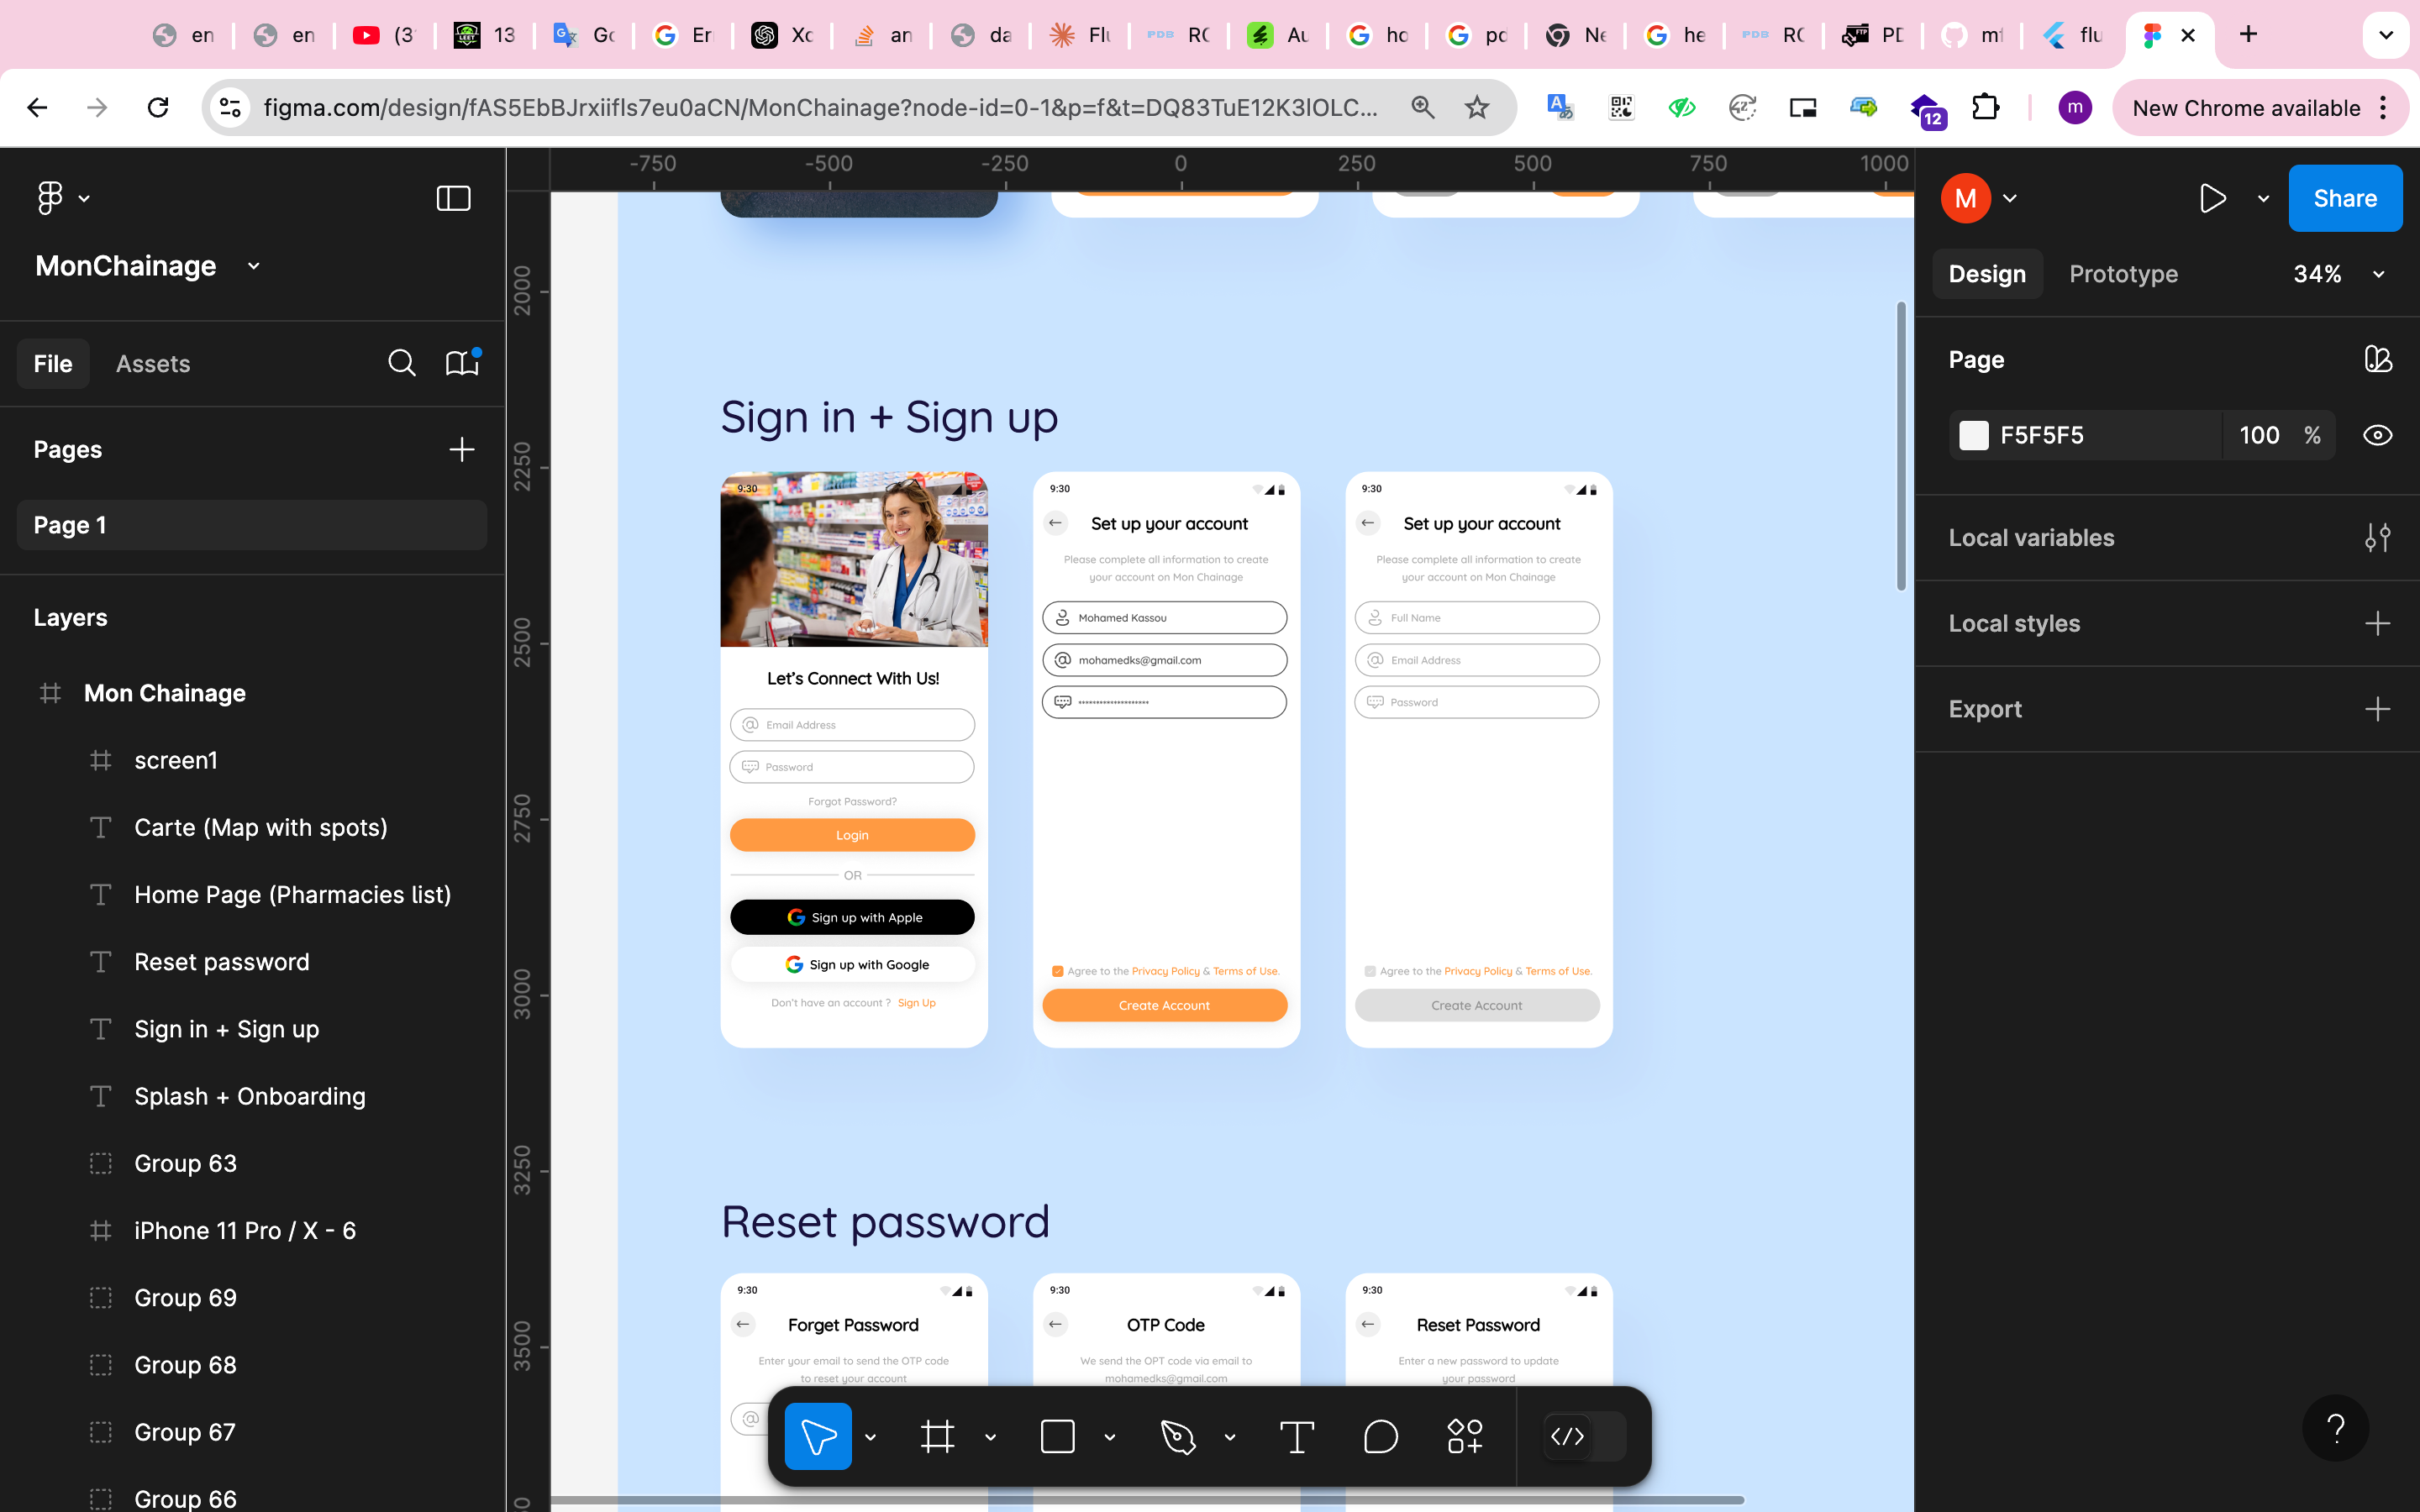 en
en
(3
13
Gc
Er
Xc
an
da
Flu
PDB RC
Au
ho
pd
Ne
he
PDB RC
PD
mf
flu
figma.com/design/fAS5EbBJrxiifls7eu0aCN/MonChainage?node-id=0-1&p=f&t=DQ83TuE12K3lOLC...
12
m
New Chrome available
-750
-500
-250
0
250
500
750
1000
MonChainage
M
Share
Design
Prototype
34%
File
Assets
Page
F5F5F5
100 %
Pages
Page 1
Local variables
Local styles
Export
Layers
Mon Chainage
screen1
Carte (Map with spots)
Home Page (Pharmacies list)
Reset password
Sign in + Sign up
Splash + Onboarding
Group 63
iPhone 11 Pro / X - 6
Group 69
Group 68
Group 67
Group 66
2000
2250
2500
2750
3000
3250
3500
Sign in + Sign up
9:30
Let's Connect With Us!
Email Address
Password
Forgot Password?
Login
OR
Sign up with Apple
Sign up with Google
Don't have an account ? Sign Up
9:30
Set up your account
Please complete all information to create
your account on Mon Chainage
Mohamed Kassou
mohamedks@gmail.com
Agree to the Privacy Policy & Terms of Use.
Create Account
9:30
Set up your account
Please complete all information to create
your account on Mon Chainage
Full Name
Email Address
Password
Agree to the Privacy Policy & Terms of Use.
Create Account
Reset password
9:30
Forget Password
Enter your email to send the OTP code
to reset your account
9:30
OTP Code
We send the OPT code via email to
mohamedks@gmail.com
9:30
Reset Password
Enter a new password to update
your password
?